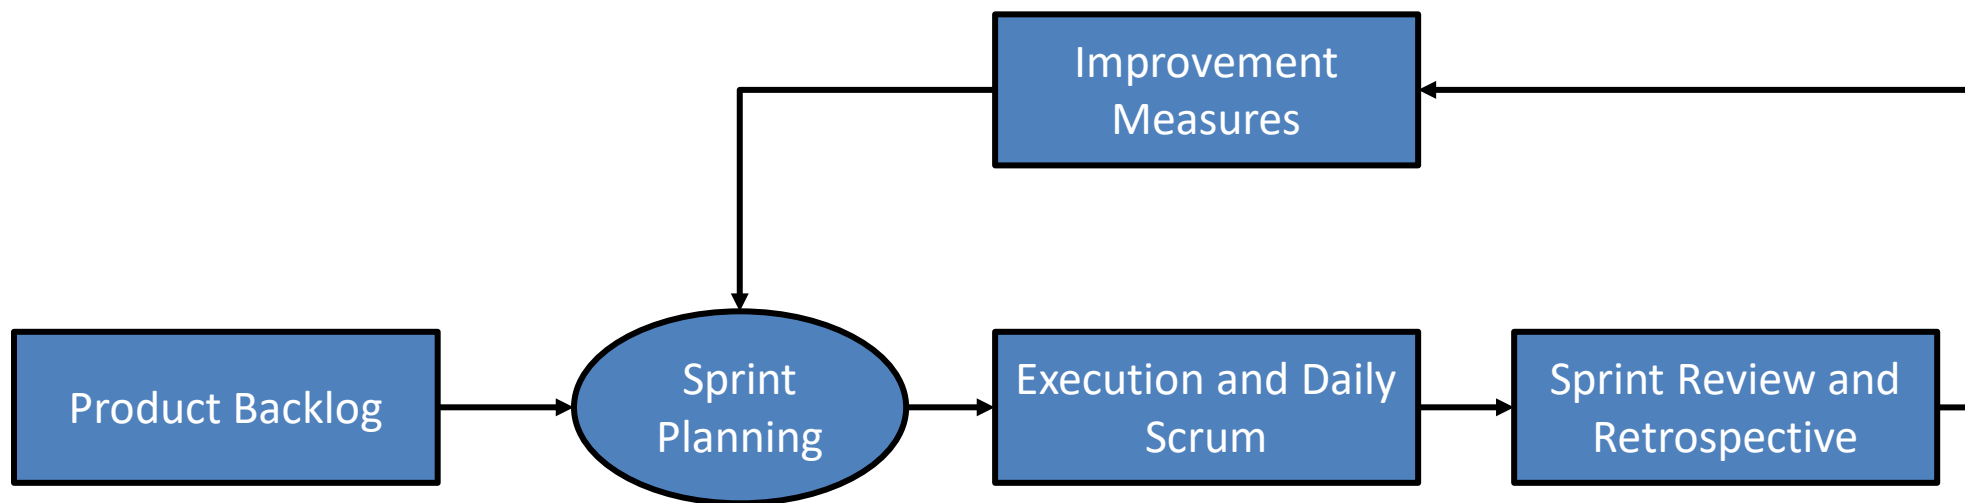 Improvement
Measures
Product Backlog
Sprint
Planning
Execution and Daily
Scrum
Sprint Review and
Retrospective